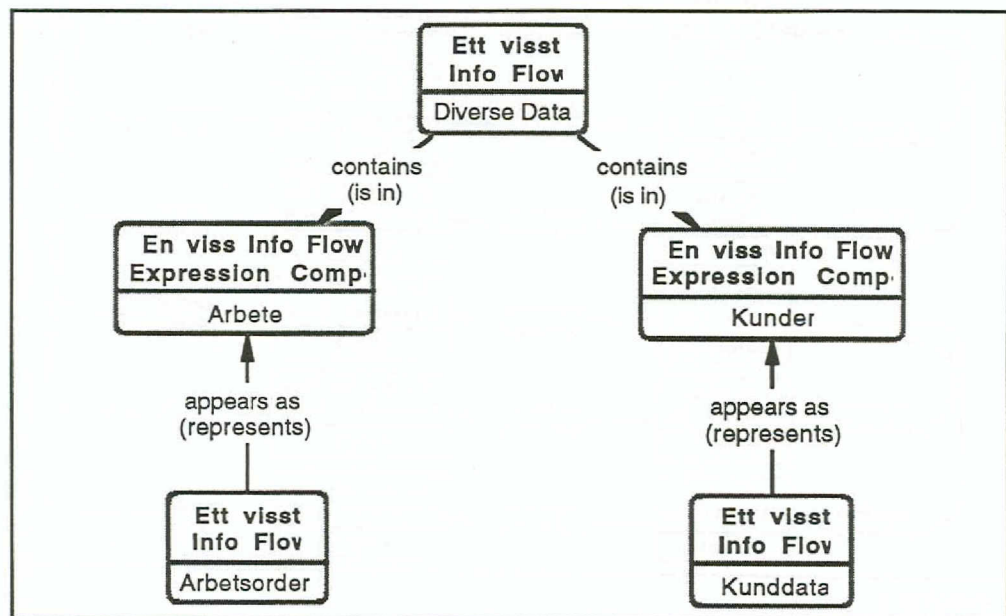 Ett visst
Info Flow
Diverse Data
contains
(is in)
contains
(is in)
En viss Info Flow
Expression Comp
Arbete
En viss Info Flow
Expression Comp
Kunder
appears as
(represents)
appears as
(represents)
Ett visst
Info Flow
Arbetsorder
Ett visst
Info Flow
Kunddata